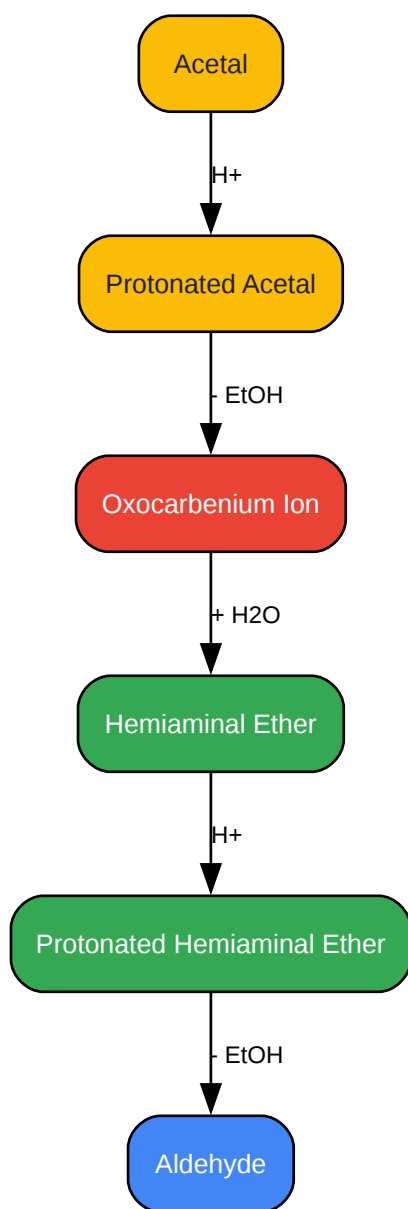 Acetal
H+
Protonated Acetal
- EtOH
Oxocarbenium Ion
+ H2O
Hemiaminal Ether
H+
Protonated Hemiaminal Ether
- EtOH
Aldehyde